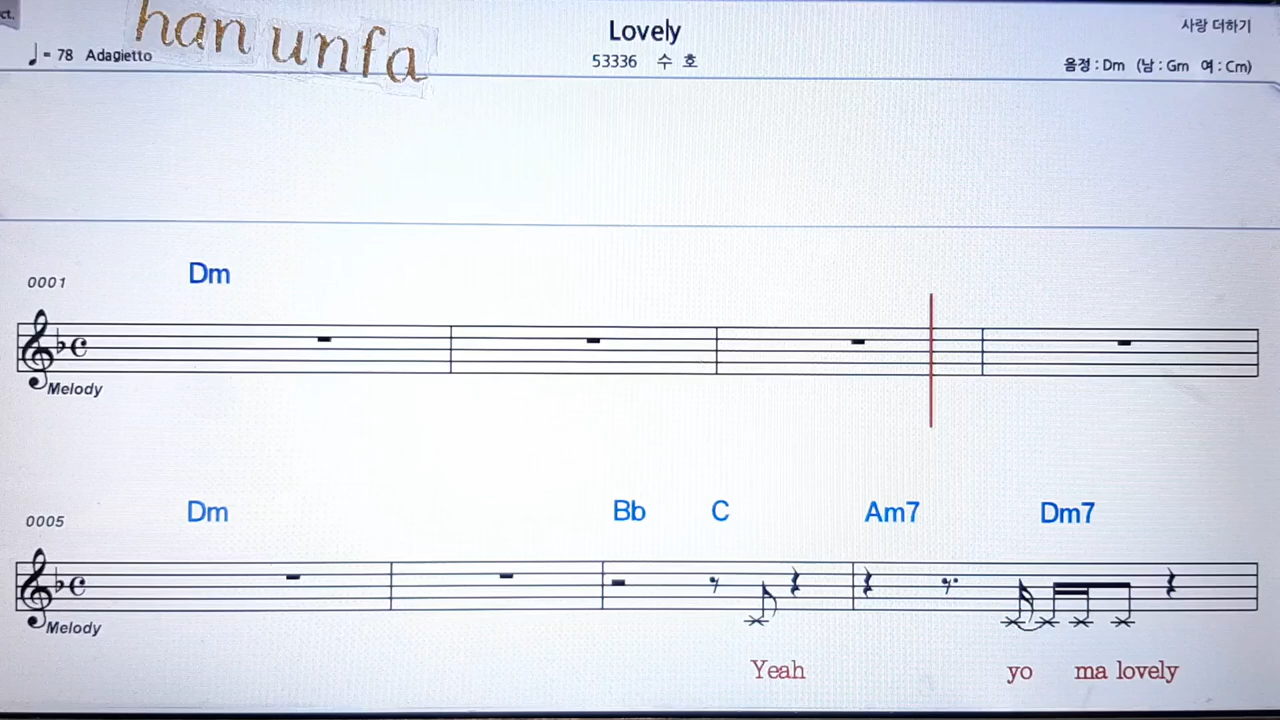 ct.
han unfa
Lovely
사랑 더하기
♩ = 78 Adagietto
53336 수 호
음정 : Dm (남 : Gm 여 : Cm)
0001
Dm
Melody
0005
Dm Bb C Am7 Dm7
Melody
Yeah yo ma lovely